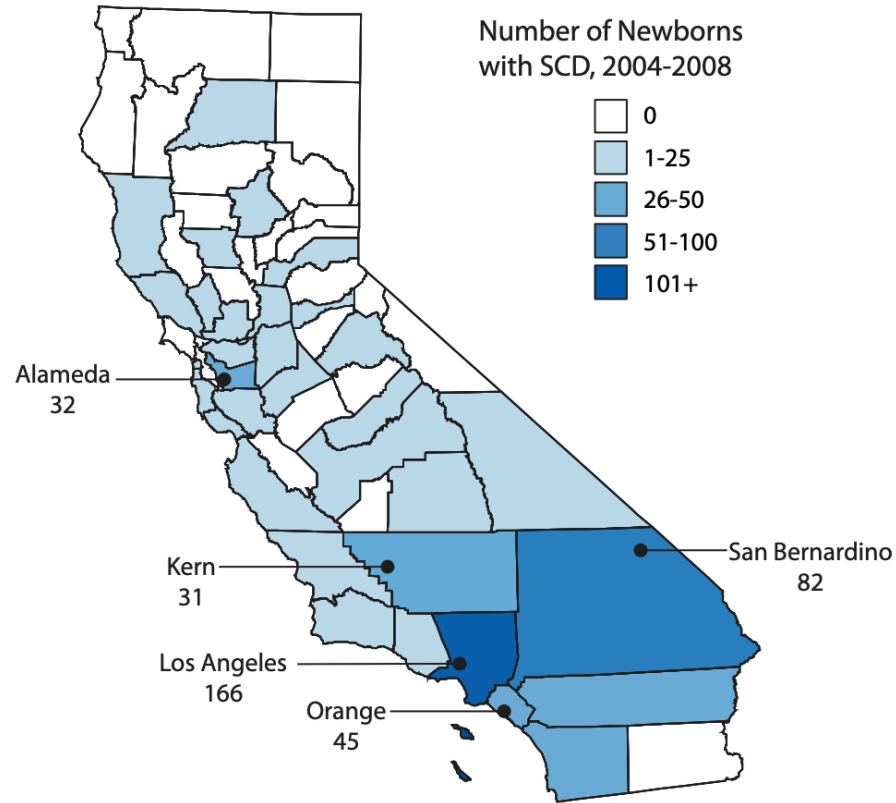 Number of Newborns
with SCD, 2004-2008
0
1-25
26-50
51-100
101+
Alameda
32
San Bernardino
82
Kern
31
Los Angeles
166
Orange
45